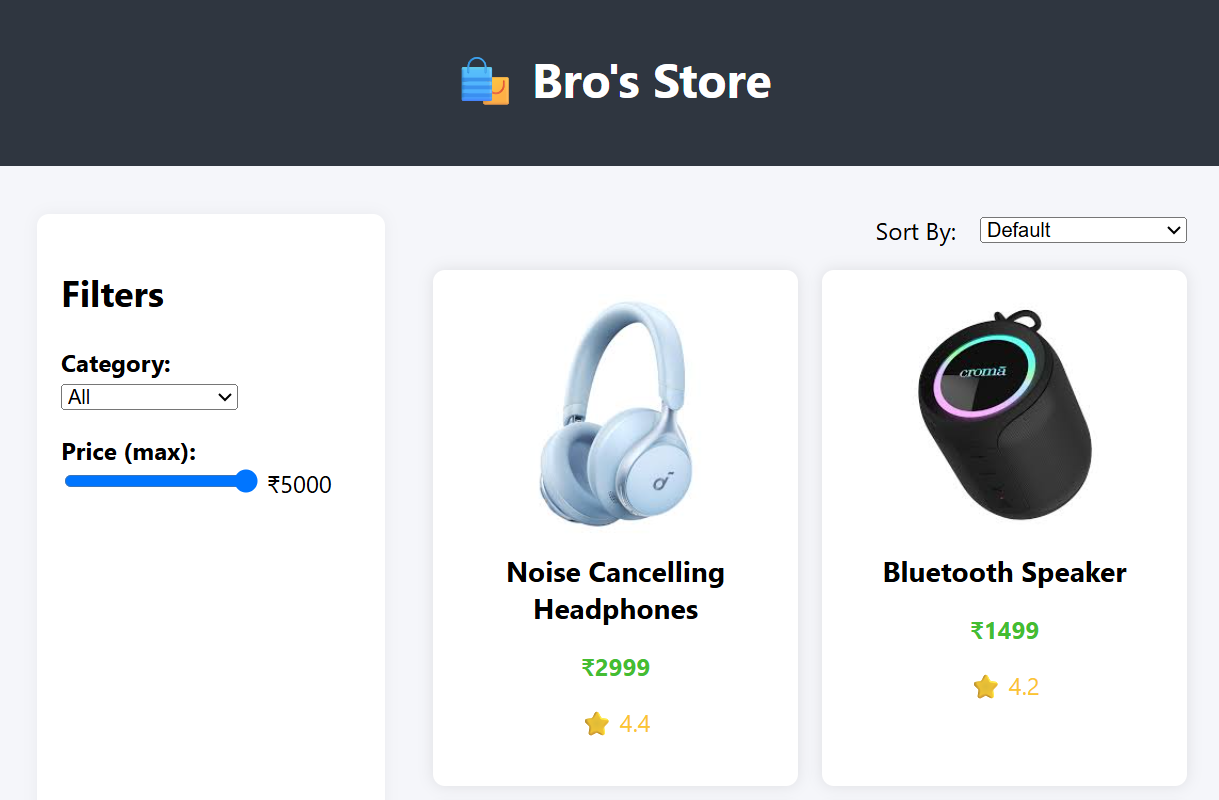 Bro's Store
Filters
Category:
All
Price (max):
₹5000
Sort By:
Default
cromā
Noise Cancelling
Headphones
₹2999
4.4
Bluetooth Speaker
₹1499
4.2